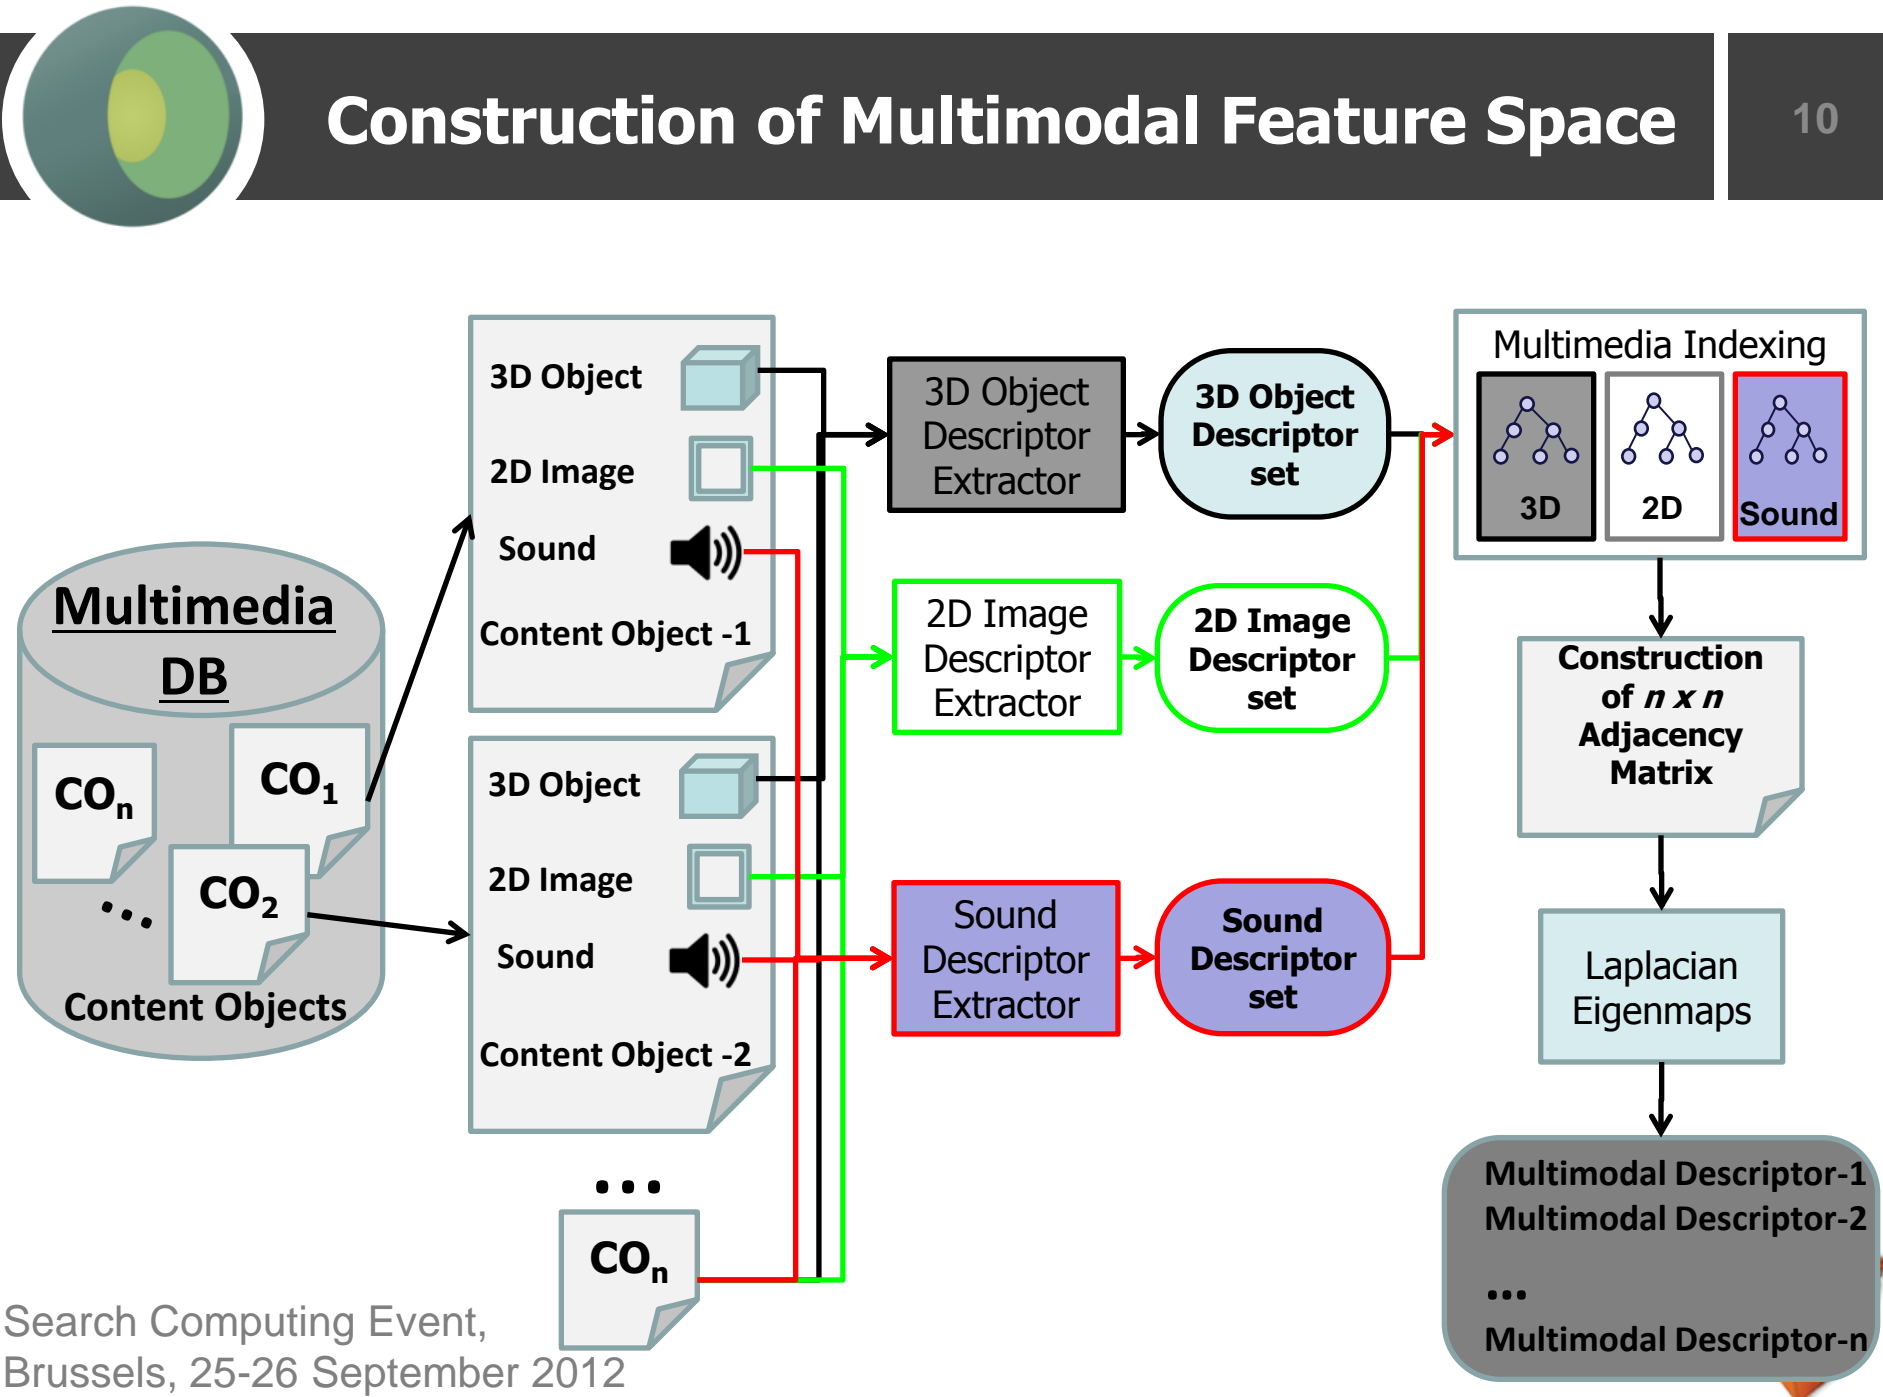 Construction of Multimodal Feature Space
10
Multimedia
DB
CO1
COn
CO2
...
Content Objects
3D Object
2D Image
Sound
Content Object -1
3D Object
2D Image
Sound
Content Object -2
...
COn
3D Object
Descriptor
Extractor
3D Object
Descriptor
set
2D Image
Descriptor
Extractor
2D Image
Descriptor
set
Sound
Descriptor
Extractor
Sound
Descriptor
set
Multimedia Indexing
3D
2D
Sound
Construction
of n x n
Adjacency
Matrix
Laplacian
Eigenmaps
Multimodal Descriptor-1
Multimodal Descriptor-2
...
Multimodal Descriptor-n
Search Computing Event,
Brussels, 25-26 September 2012